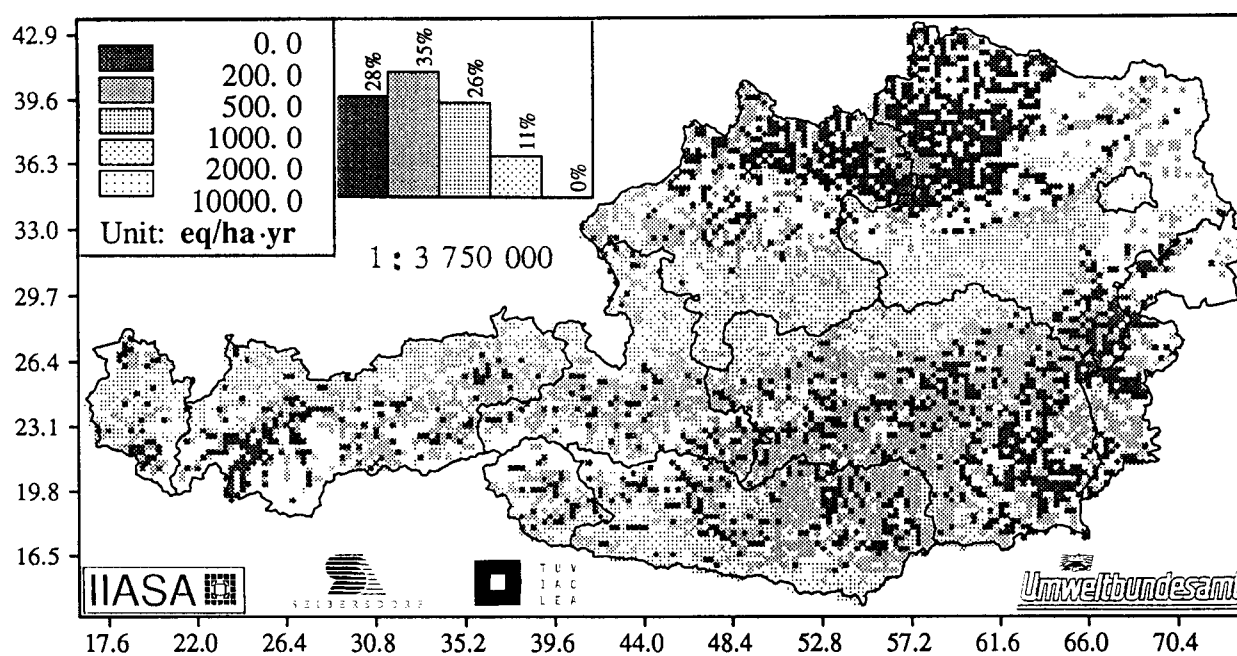 42.9
39.6
36.3
33.0
29.7
26.4
23.1
19.8
16.5
0. 0
200. 0
500. 0
1000. 0
2000. 0
10000. 0
Unit: eq/ha·yr
28%
35%
26%
11%
0%
1 : 3 750 000
IIASA
SEIBERSDORF
T U V
I A C
L E A
Umweltbundesamt
17.6 22.0 26.4 30.8 35.2 39.6 44.0 48.4 52.8 57.2 61.6 66.0 70.4